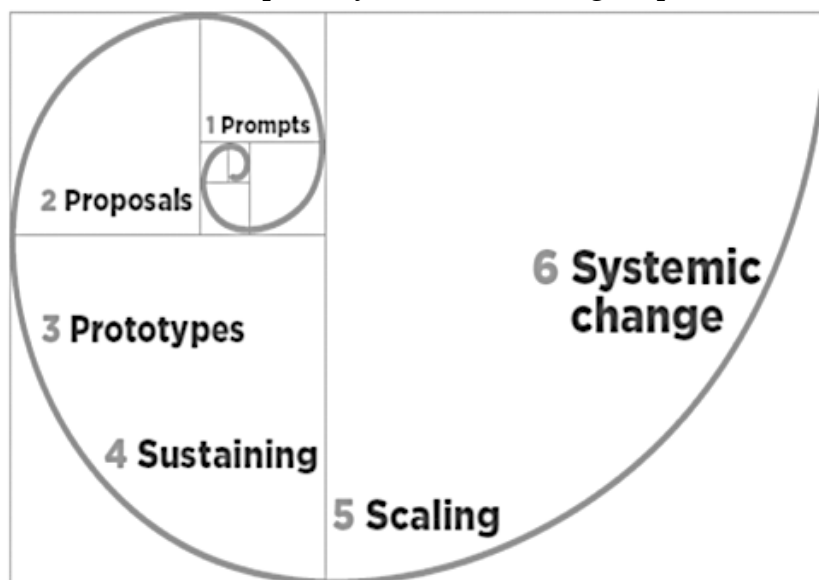 1 Prompts
2 Proposals
3 Prototypes
4 Sustaining
5 Scaling
6 Systemic
change